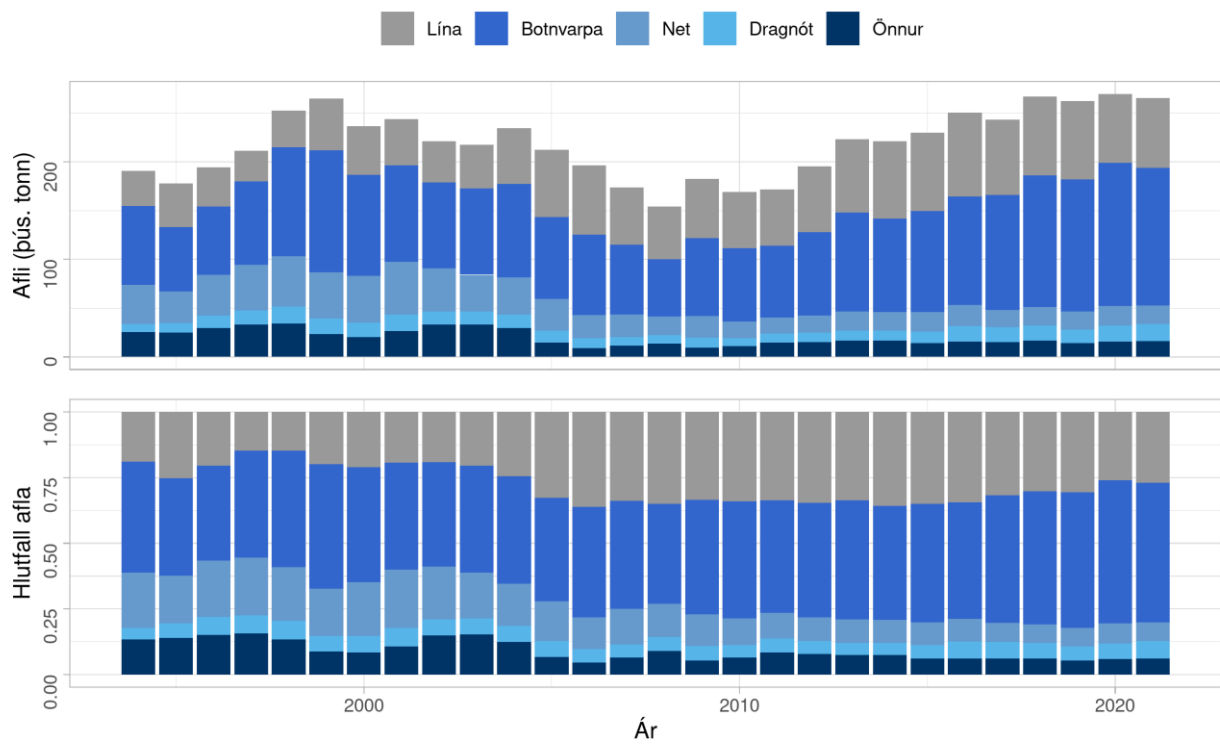 Lína Botnvarpa Net Dragnót Önnur
Afli (þús. tonn)
200
100
0
Hlutfall afla
1.00
0.75
0.50
0.25
0.00
2000 2010 2020
Ár